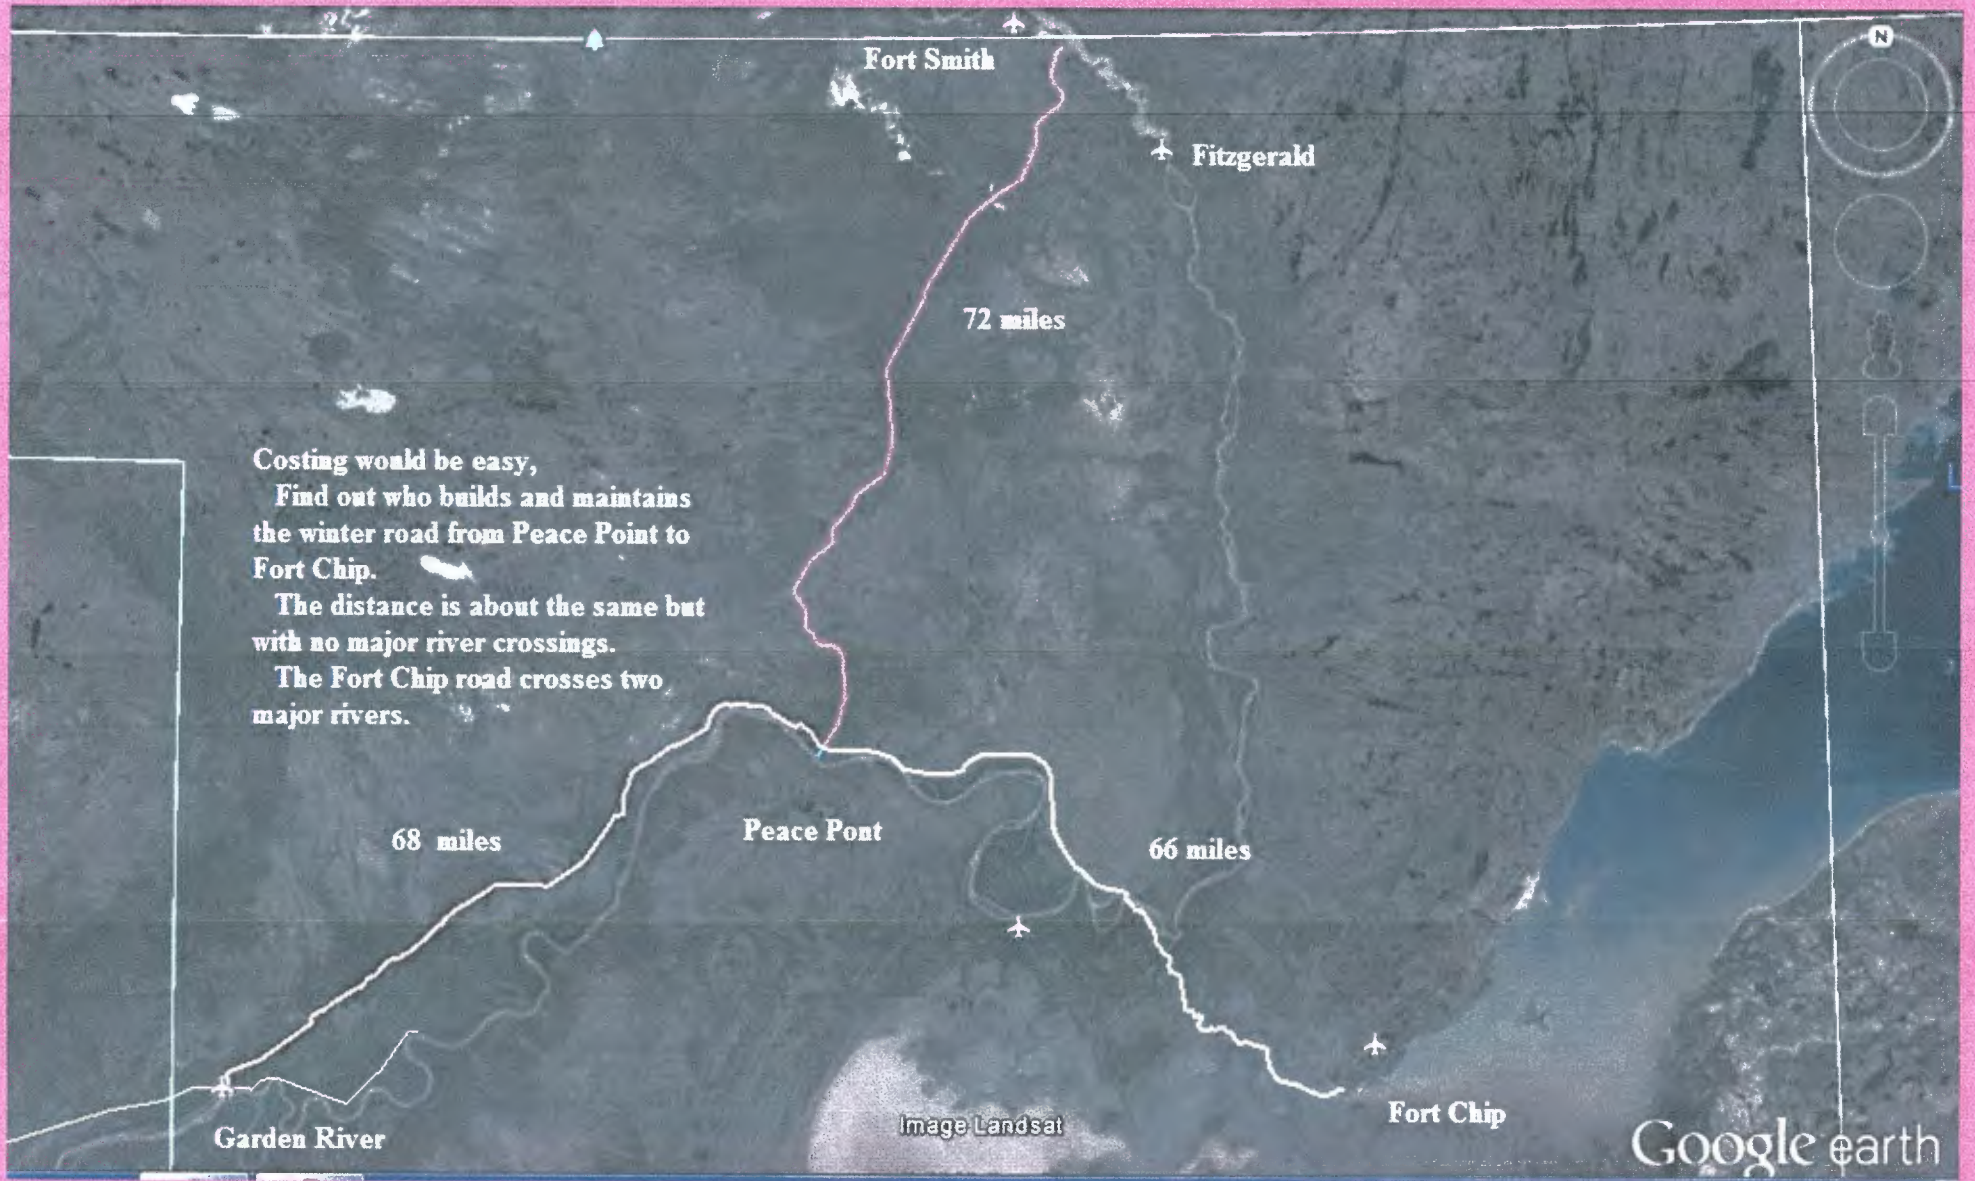 N
Fort Smith
Fitzgerald
72 miles
Costing would be easy,
Find out who builds and maintains
the winter road from Peace Point to
Fort Chip.
The distance is about the same but
with no major river crossings.
The Fort Chip road crosses two
major rivers.
68 miles
Peace Pont
66 miles
Garden River
Image Landsat
Fort Chip
Google earth